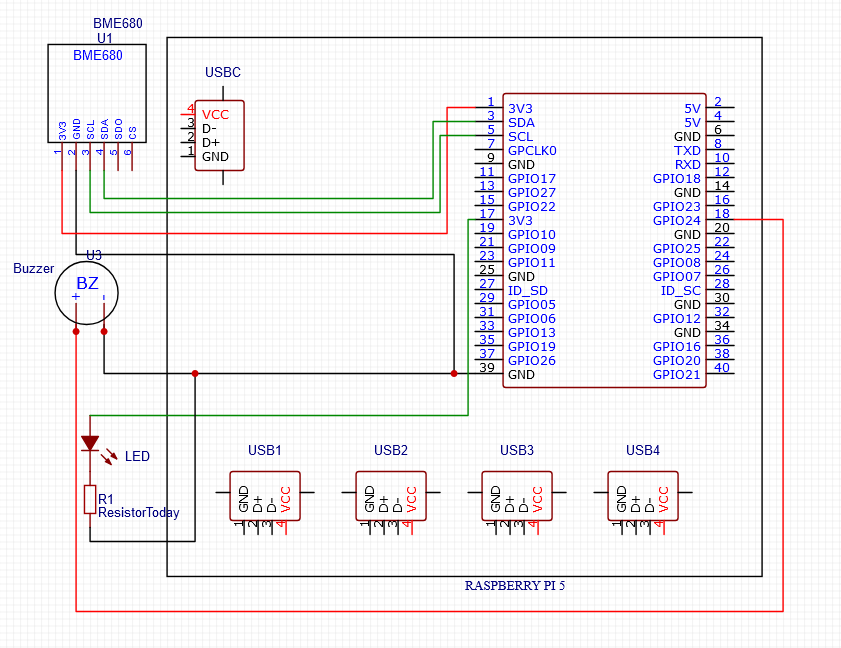 BME680
U1
BME680
3V3
GND
SCL
SDA
SDO
CS
1
2
3
4
5
6
USBC
4 VCC
3 D-
2 D+
1 GND
1 3V3 5V 2
3 SDA 5V 4
5 SCL GND 6
7 GPCLK0 TXD 8
9 GND RXD 10
11 GPIO17 GPIO18 12
13 GPIO27 GND 14
15 GPIO22 GPIO23 16
17 3V3 GPIO24 18
19 GPIO10 GND 20
21 GPIO09 GPIO25 22
23 GPIO11 GPIO08 24
25 GND GPIO07 26
27 ID_SD ID_SC 28
29 GPIO05 GND 30
31 GPIO06 GPIO12 32
33 GPIO13 GND 34
35 GPIO19 GPIO16 36
37 GPIO26 GPIO20 38
39 GND GPIO21 40
U3
Buzzer
BZ
+ -
LED
R1
ResistorToday
USB1
GND
D+
D-
VCC
1
2
3
4
USB2
GND
D+
D-
VCC
1
2
3
4
USB3
GND
D+
D-
VCC
1
2
3
4
USB4
GND
D+
D-
VCC
1
2
3
4
RASPBERRY PI 5